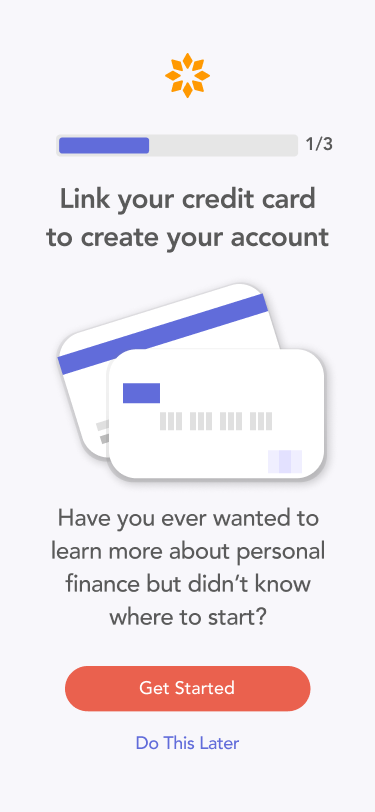 1/3
Link your credit card
to create your account
Have you ever wanted to
learn more about personal
finance but didn’t know
where to start?
Get Started
Do This Later